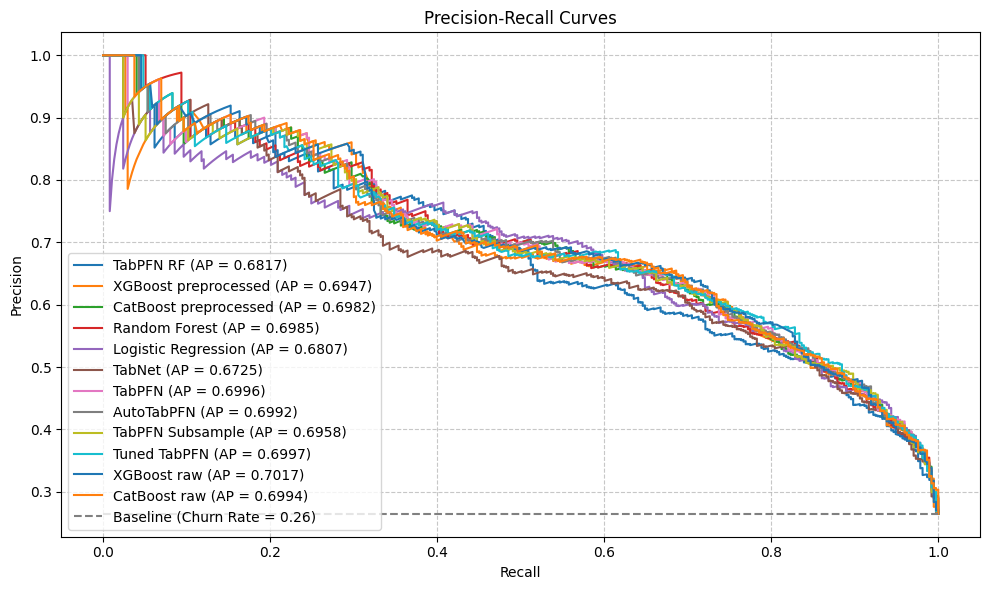 Precision-Recall Curves
Precision
1.0
0.9
0.8
0.7
0.6
0.5
0.4
0.3
TabPFN RF (AP = 0.6817)
XGBoost preprocessed (AP = 0.6947)
CatBoost preprocessed (AP = 0.6982)
Random Forest (AP = 0.6985)
Logistic Regression (AP = 0.6807)
TabNet (AP = 0.6725)
TabPFN (AP = 0.6996)
AutoTabPFN (AP = 0.6992)
TabPFN Subsample (AP = 0.6958)
Tuned TabPFN (AP = 0.6997)
XGBoost raw (AP = 0.7017)
CatBoost raw (AP = 0.6994)
Baseline (Churn Rate = 0.26)
0.0 0.2 0.4 0.6 0.8 1.0
Recall